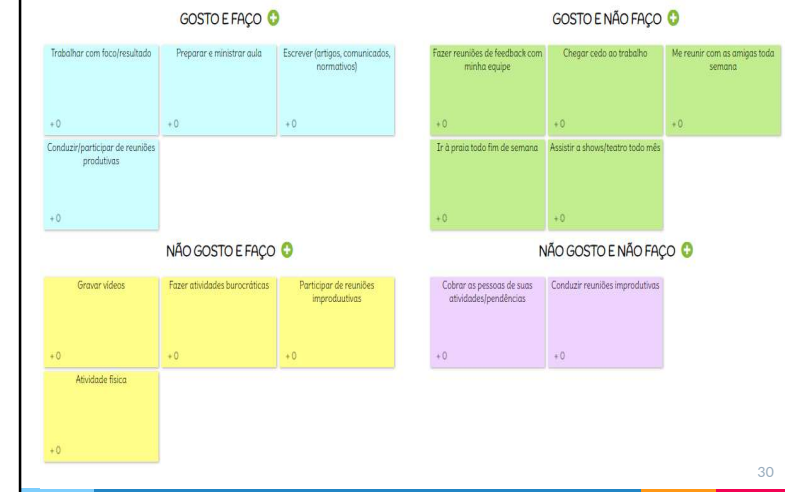 GOSTO E FAÇO
GOSTO E NÃO FAÇO
Trabalhar com foco/resultado
+ 0
Preparar e ministrar aula
+ 0
Escrever (artigos, comunicados,
normativos)
+ 0
Fazer reuniões de feedback com
minha equipe
+ 0
Chegar cedo ao trabalho
+ 0
Me reunir com as amigas toda
semana
+ 0
Conduzir/participar de reuniões
produtivas
+ 0
Ir à praia todo fim de semana
+ 0
Assistir a shows/teatro todo mês
+ 0
NÃO GOSTO E FAÇO
NÃO GOSTO E NÃO FAÇO
Gravar vídeos
+ 0
Fazer atividades burocráticas
+ 0
Participar de reuniões
improduutivas
+ 0
Cobrar as pessoas de suas
atividades/pendências
+ 0
Conduzir reuniões improdutivas
+ 0
Atividade física
+ 0
30